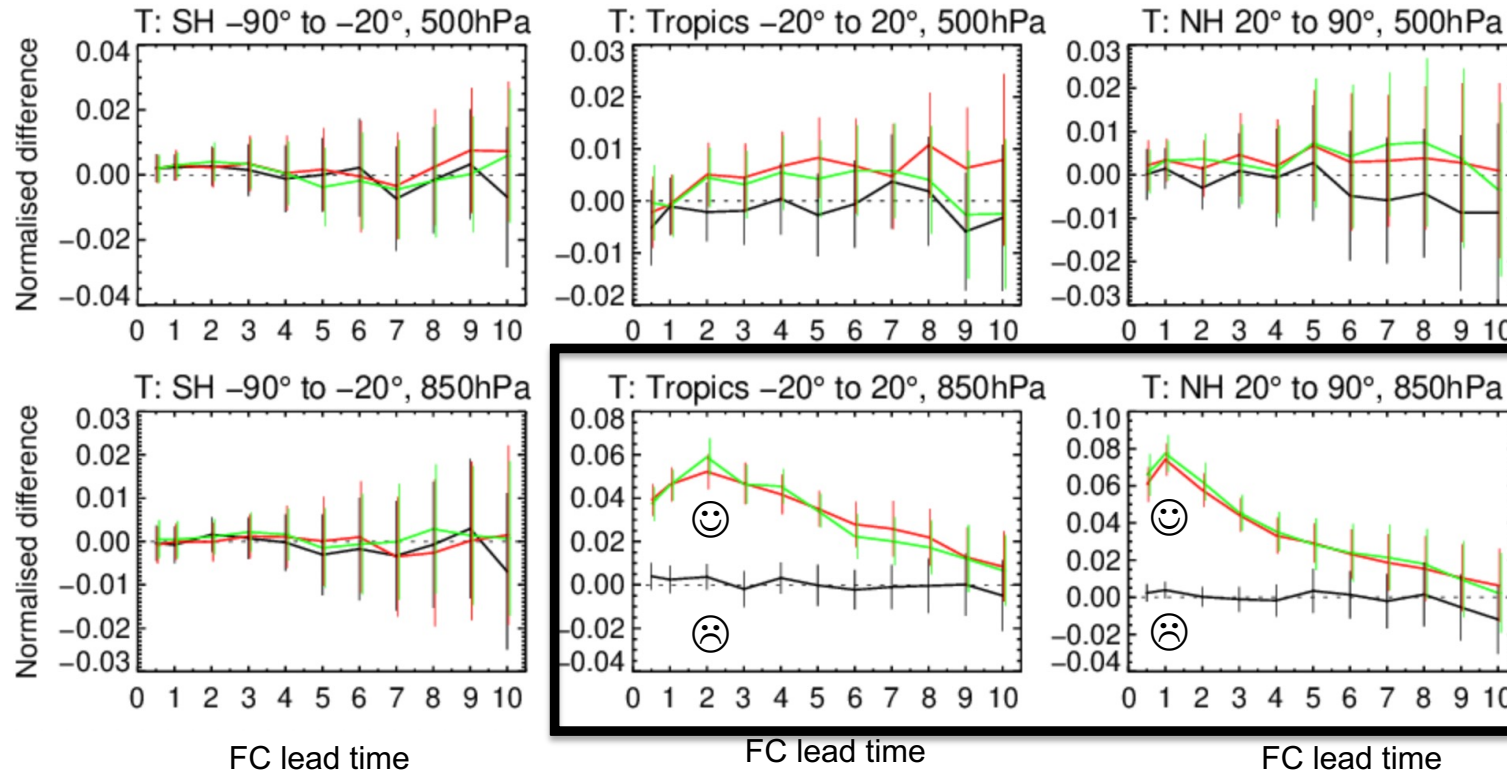 T: SH −90° to −20°, 500hPa
T: Tropics −20° to 20°, 500hPa
T: NH 20° to 90°, 500hPa
Normalised difference
0.04
0.02
0.00
−0.02
−0.04
0 1 2 3 4 5 6 7 8 9 10
0.03
0.02
0.01
0.00
−0.01
−0.02
0 1 2 3 4 5 6 7 8 9 10
0.03
0.02
0.01
0.00
−0.01
−0.02
−0.03
0 1 2 3 4 5 6 7 8 9 10
T: SH −90° to −20°, 850hPa
T: Tropics −20° to 20°, 850hPa
T: NH 20° to 90°, 850hPa
Normalised difference
0.03
0.02
0.01
0.00
−0.01
−0.02
−0.03
0 1 2 3 4 5 6 7 8 9 10
0.08
0.06
0.04
0.02
0.00
−0.02
−0.04
0 1 2 3 4 5 6 7 8 9 10
0.10
0.08
0.06
0.04
0.02
0.00
−0.02
−0.04
0 1 2 3 4 5 6 7 8 9 10
FC lead time
FC lead time
FC lead time